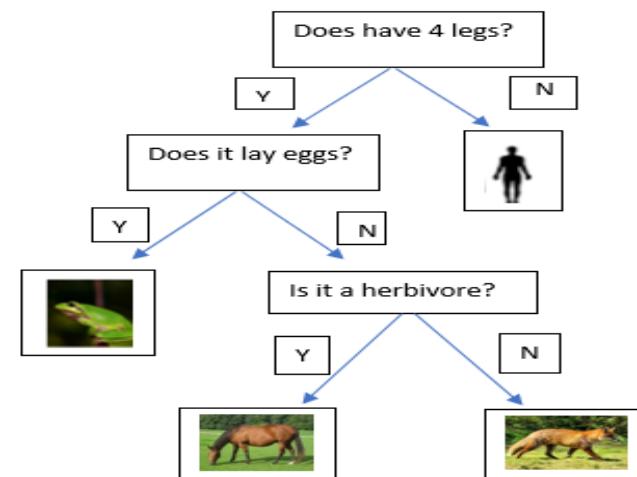 Does have 4 legs?
Y
N
Does it lay eggs?
Y
N
Is it a herbivore?
Y
N